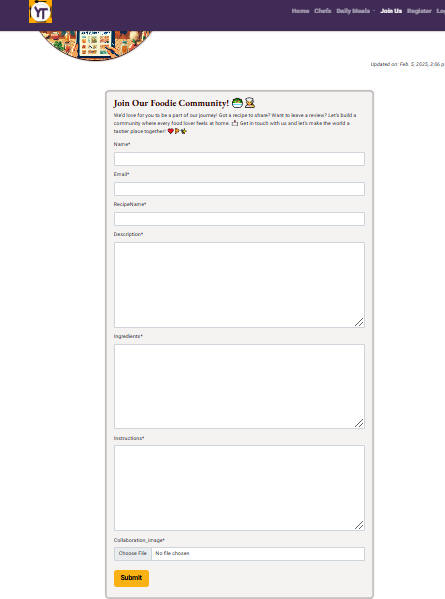 YT
Home Chefs Daily Meals Join Us Register
Updated on: Feb. 5, 2025, 2:06 p
Join Our Foodie Community!
We'd love for you to be a part of our journey! Got a recipe to share? Want to leave a review? Let's build a
community where every food lover feels at home. Get in touch with us and let's make the world a
tastier place together!
Name*
Email*
RecipeName*
Description*
Ingredients*
Instructions*
Collaboration_image*
Choose File No file chosen
Submit